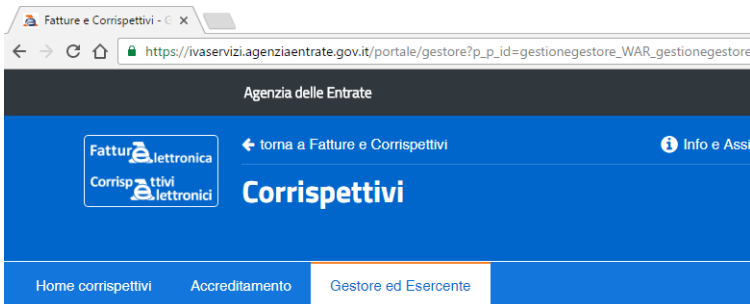 Fatture e Corrispettivi - G
https://ivaservizi.agenziaentrate.gov.it/portale/gestore?p_p_id=gestionegestore_WAR_gestionegestore
Agenzia delle Entrate
Fattura elettronica
torna a Fatture e Corrispettivi
Info e Assi
Corrispettivi elettronici
Corrispettivi
Home corrispettivi
Accreditamento
Gestore ed Esercente